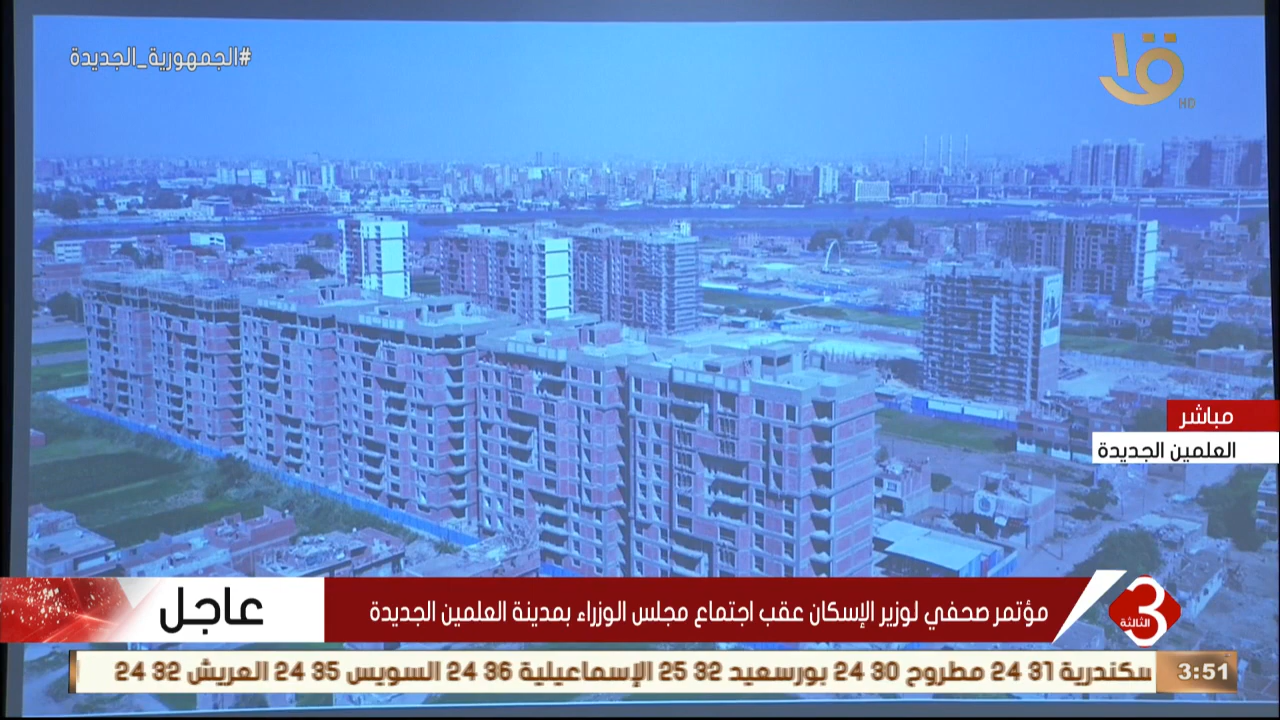 #الجمهورية_الجديدة
HD
مباشر
العلمين الجديدة
عاجل
مؤتمر صحفي لوزير الإسكان عقب اجتماع مجلس الوزراء بمدينة العلمين الجديدة
3 الثالثة
سكندرية 31 24 مطروح 30 24 بورسعيد 32 25 الإسماعيلية 36 24 السويس 35 24 العريش 32 24
3:51